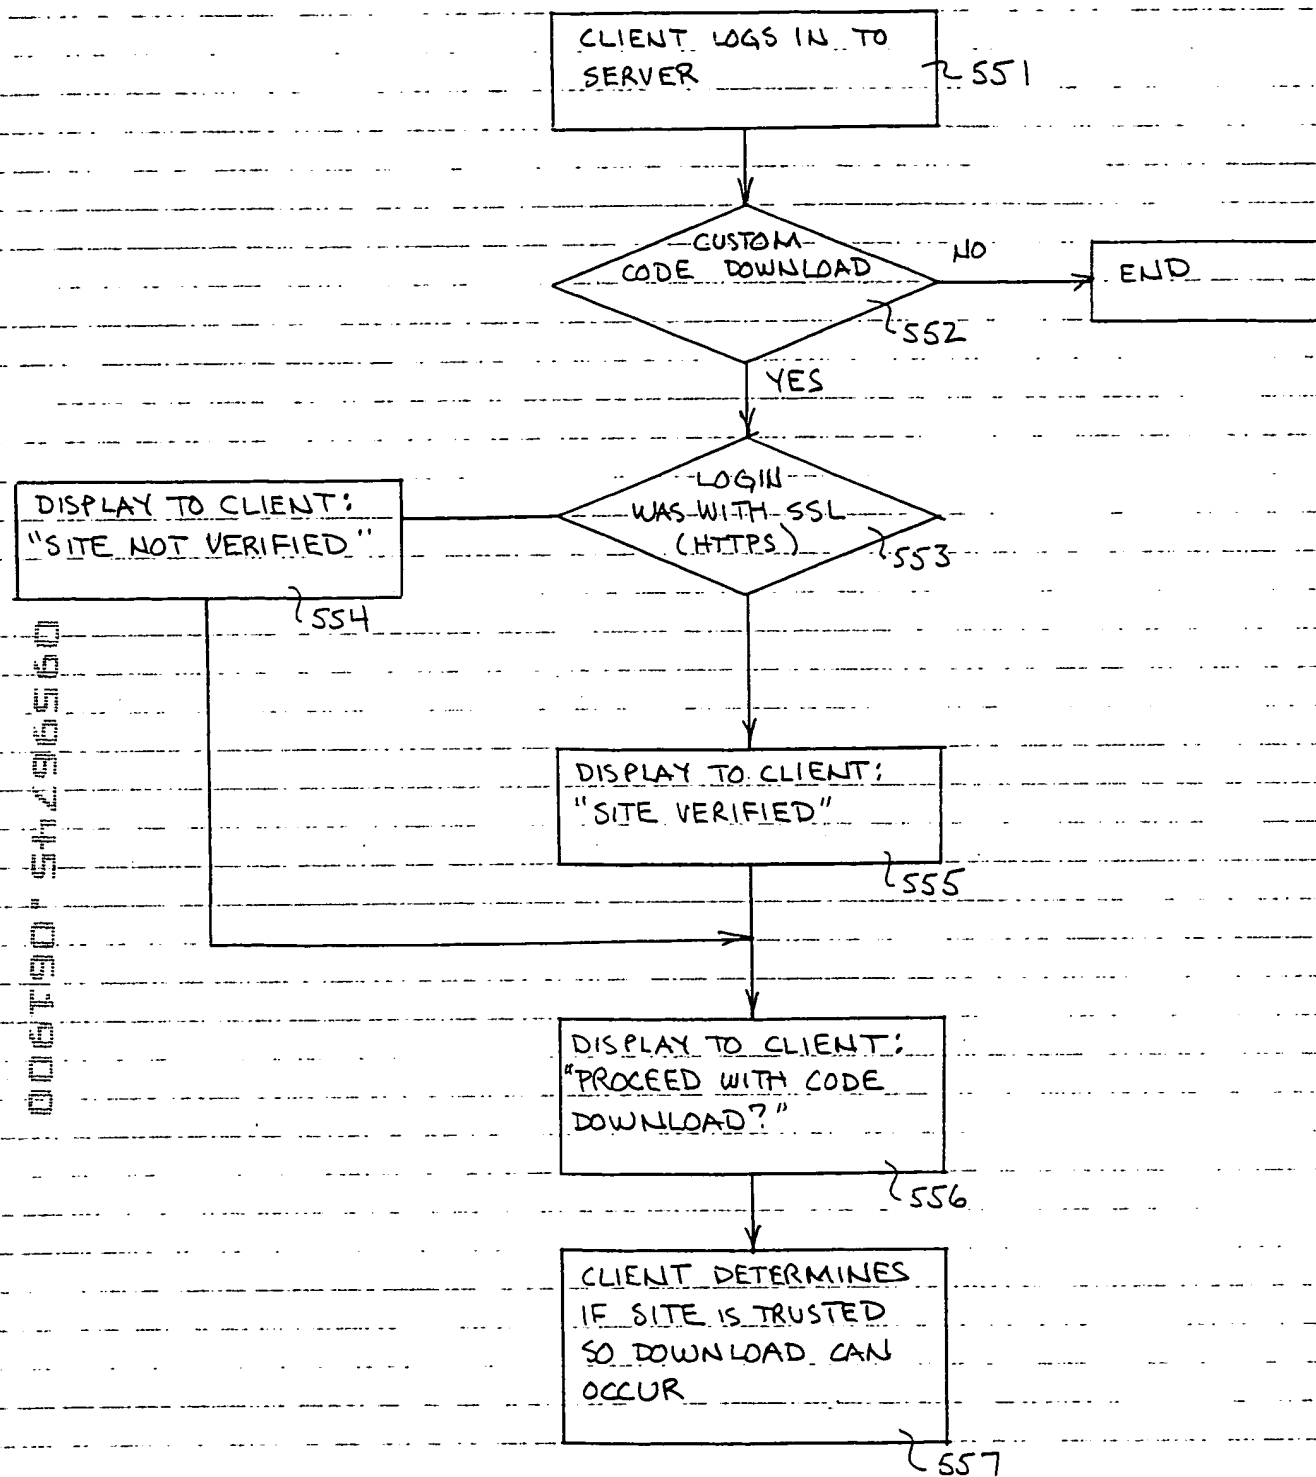 CLIENT LOGS IN TO
SERVER
551
CUSTOM
CODE DOWNLOAD
552
NO
END
YES
LOGIN
WAS WITH SSL
(HTTPS)
553
DISPLAY TO CLIENT:
"SITE NOT VERIFIED"
554
DISPLAY TO CLIENT:
"SITE VERIFIED"
555
DISPLAY TO CLIENT:
"PROCEED WITH CODE
DOWNLOAD?"
556
CLIENT DETERMINES
IF SITE IS TRUSTED
SO DOWNLOAD CAN
OCCUR
557